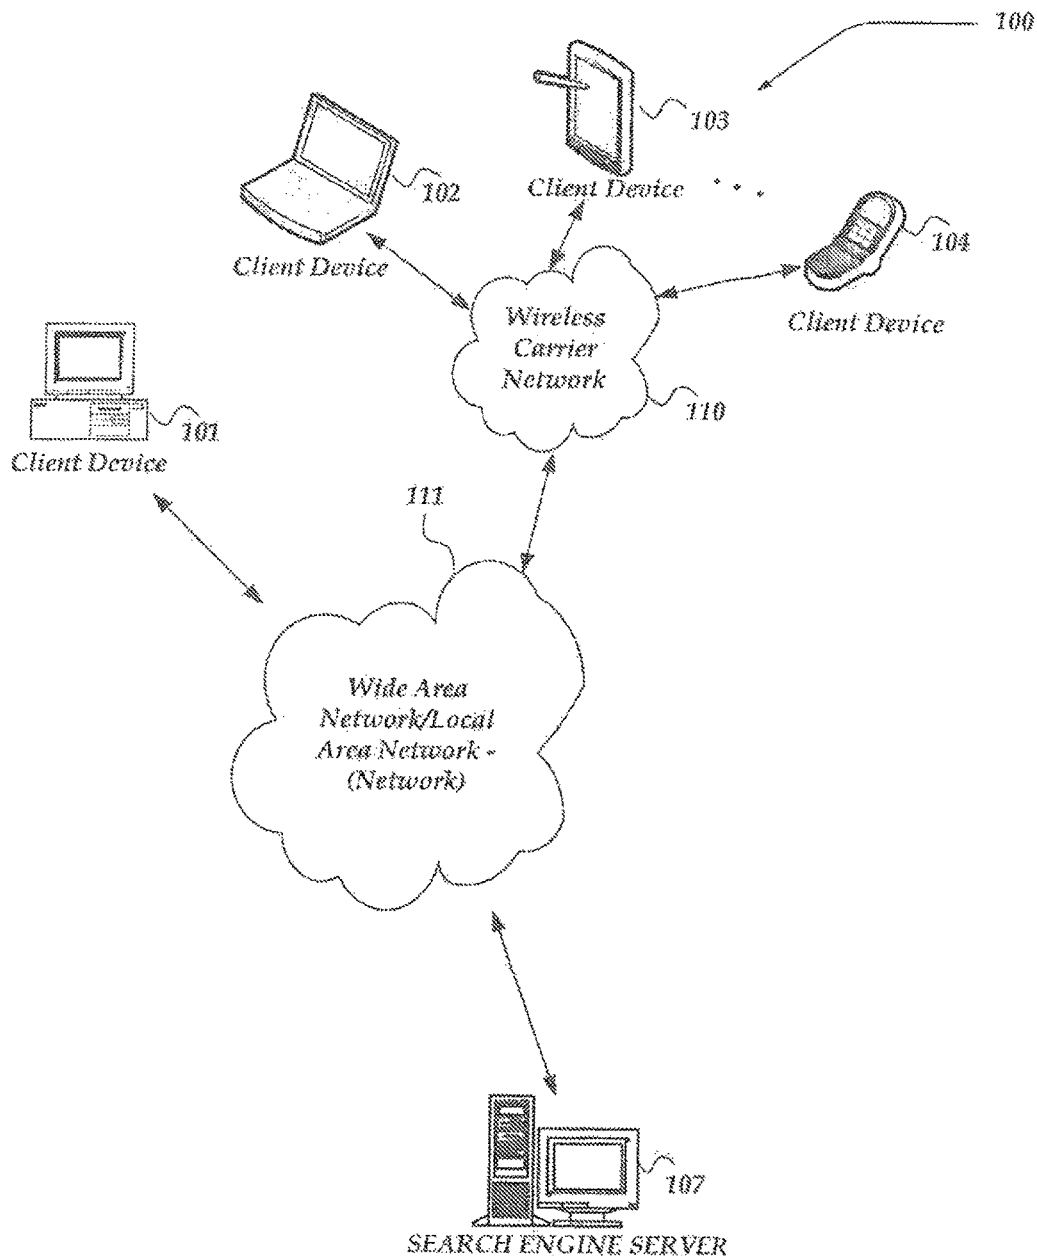 100
103
102
Client Device
104
Client Device
Client Device
Wireless
Carrier
Network
110
101
Client Device
111
Wide Area
Network/Local
Area Network -
(Network)
107
SEARCH ENGINE SERVER